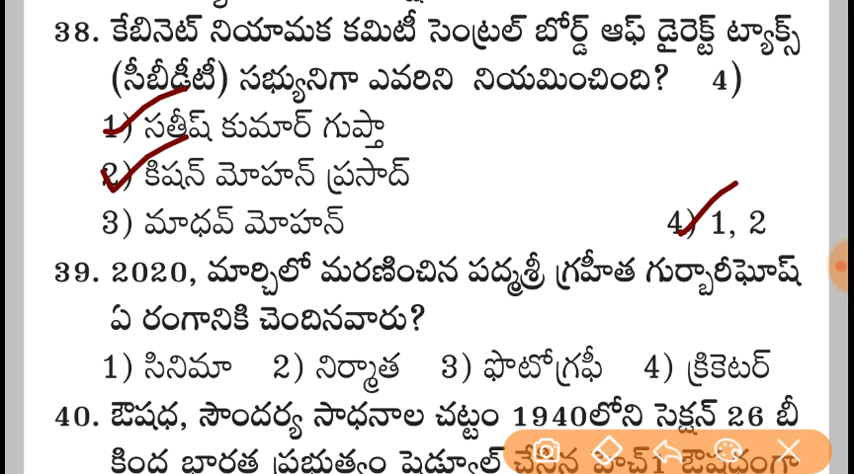 38. కేబినెట్ నియామక కమిటీ సెంట్రల్ బోర్డ్ ఆఫ్ డైరెక్ట్ ట్యాక్స్
(సీబీడీటీ) సభ్యునిగా ఎవరిని నియమించింది? 4)
1) సతీష్ కుమార్ గుప్తా
2) కిషన్ మోహన్ ప్రసాద్
3) మాధవ్ మోహన్ 4) 1, 2
39. 2020, మార్చిలో మరణించిన పద్మశ్రీ గ్రహీత గుర్బారీఘోష్
ఏ రంగానికి చెందినవారు?
1) సినిమా 2) నిర్మాత 3) ఫొటోగ్రఫీ 4) క్రికెటర్
40. ఔషధ, సౌందర్య సాధనాల చట్టం 1940లోని సెక్షన్ 26 బీ
కింద భారత ప్రభుత్వం షెడ్యూల్ చేసిన హెచ్1 ఔషధంగా